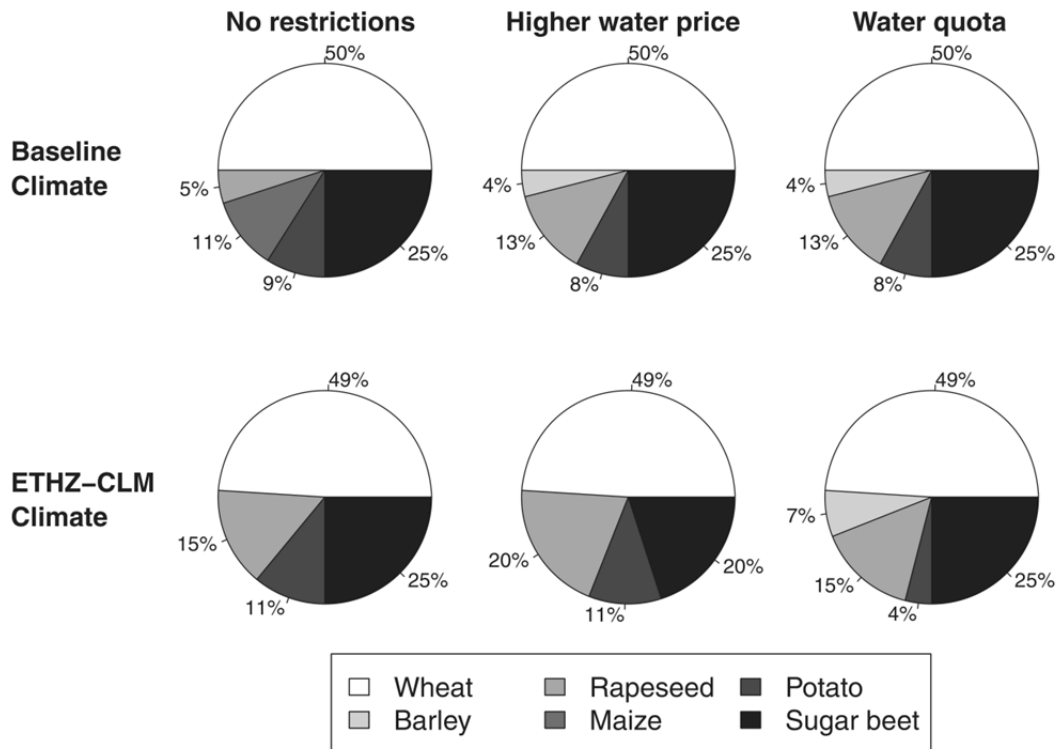 No restrictions
Higher water price
Water quota
Baseline
Climate
50%
5%
11%
9%
25%
50%
4%
13%
8%
25%
50%
4%
13%
8%
25%
ETHZ−CLM
Climate
49%
15%
11%
25%
49%
20%
11%
20%
49%
7%
15%
4%
25%
Wheat
Rapeseed
Potato
Barley
Maize
Sugar beet